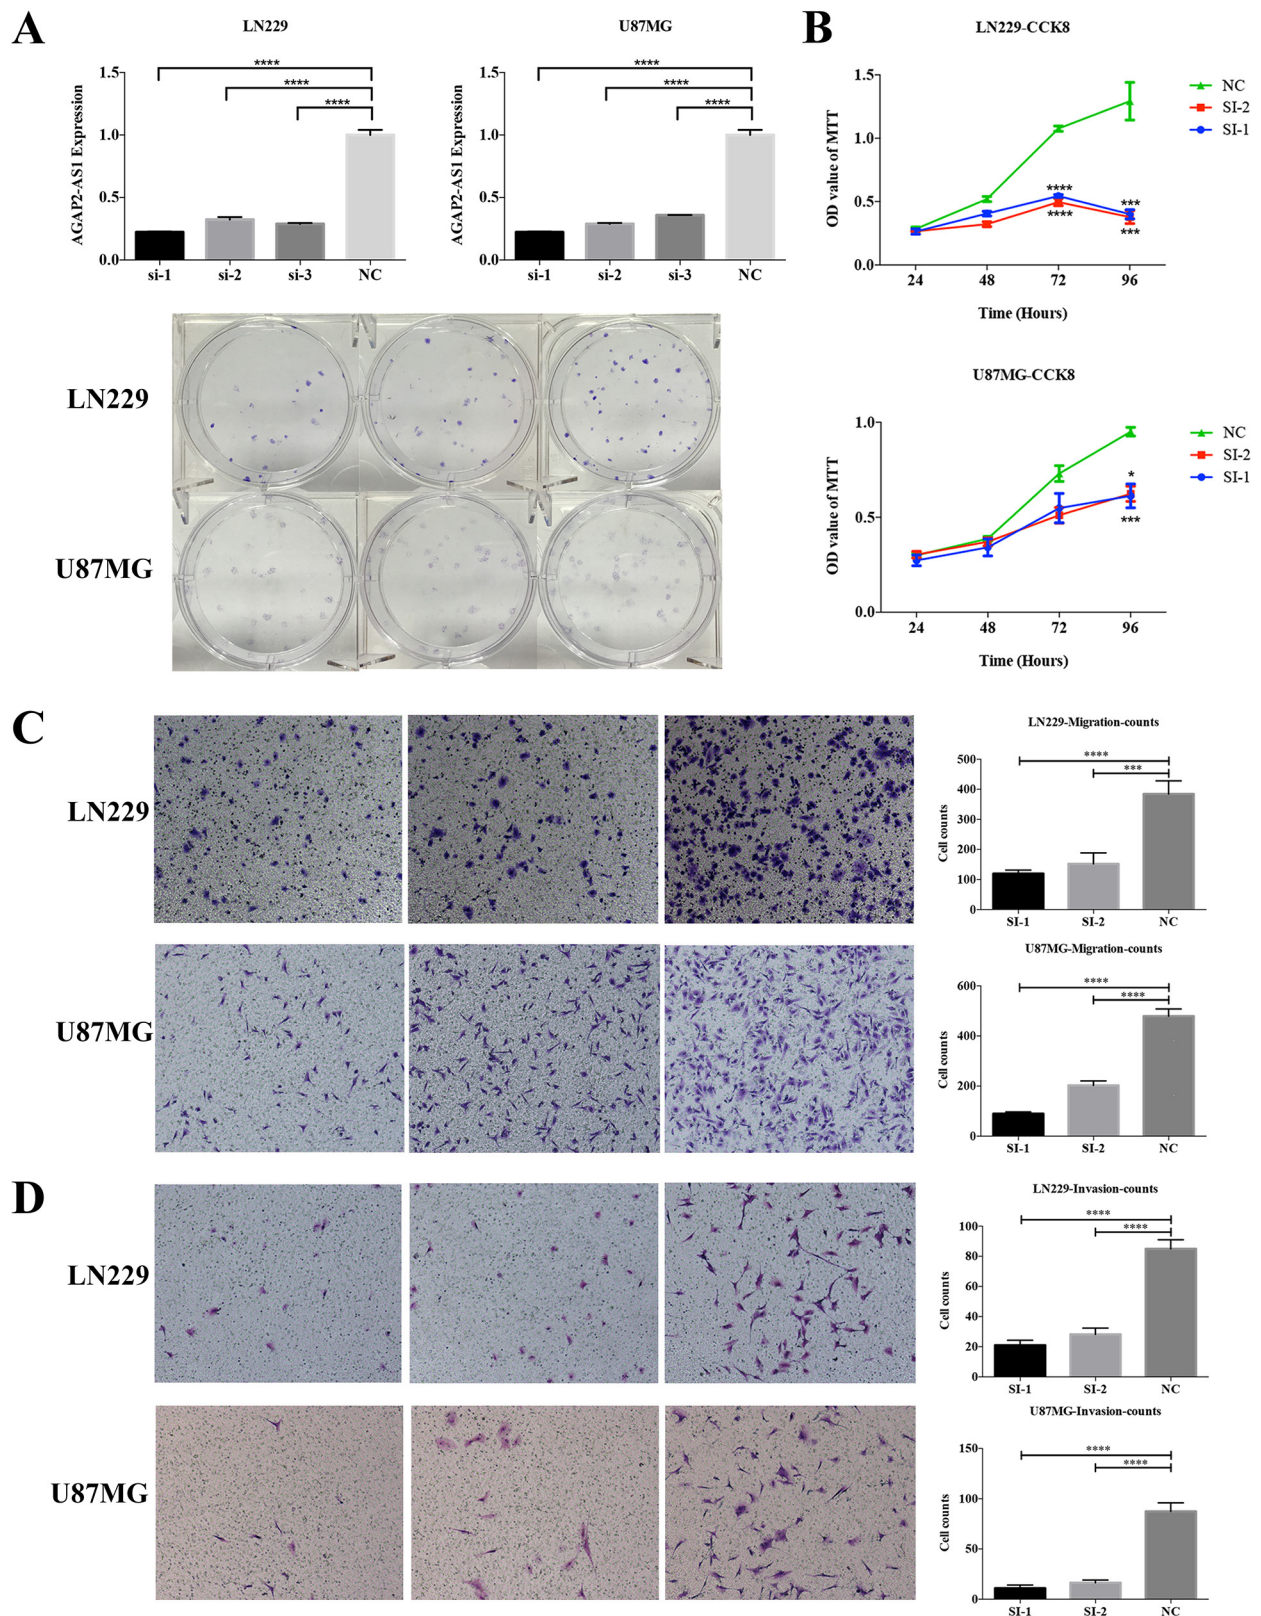 A
LN229
****
****
****
AGAP2-AS1 Expression
1.5
1.0
0.5
0.0
si-1 si-2 si-3 NC
U87MG
****
****
****
AGAP2-AS1 Expression
1.5
1.0
0.5
0.0
si-1 si-2 si-3 NC
LN229
U87MG
B
LN229-CCK8
OD value of MTT
1.5
1.0
0.5
0.0
****
****
***
***
24 48 72 96
Time (Hours)
NC
SI-2
SI-1
U87MG-CCK8
OD value of MTT
1.0
0.5
0.0
*
***
24 48 72 96
Time (Hours)
NC
SI-2
SI-1
C
LN229
U87MG
LN229-Migration-counts
****
***
Cell counts
500
400
300
200
100
0
SI-1 SI-2 NC
U87MG-Migration-counts
****
****
Cell counts
600
400
200
0
SI-1 SI-2 NC
D
LN229
U87MG
LN229-Invasion-counts
****
****
Cell counts
100
80
60
40
20
0
SI-1 SI-2 NC
U87MG-Invasion-counts
****
****
Cell counts
150
100
50
0
SI-1 SI-2 NC